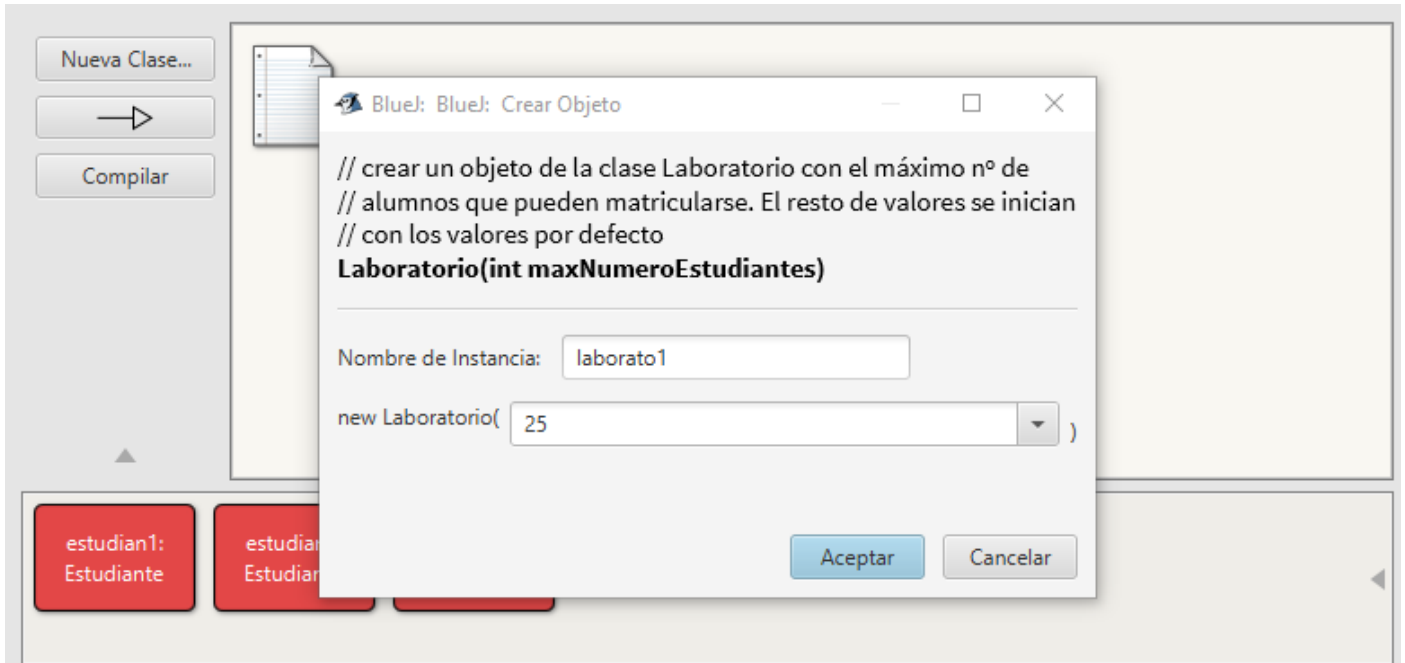 Nueva Clase...
Compilar
BlueJ: BlueJ: Crear Objeto
// crear un objeto de la clase Laboratorio con el máximo nº de
// alumnos que pueden matricularse. El resto de valores se inician
// con los valores por defecto
Laboratorio(int maxNumeroEstudiantes)
Nombre de Instancia: laborato1
new Laboratorio( 25 )
Aceptar Cancelar
estudian1:
Estudiante
estudia
Estudian